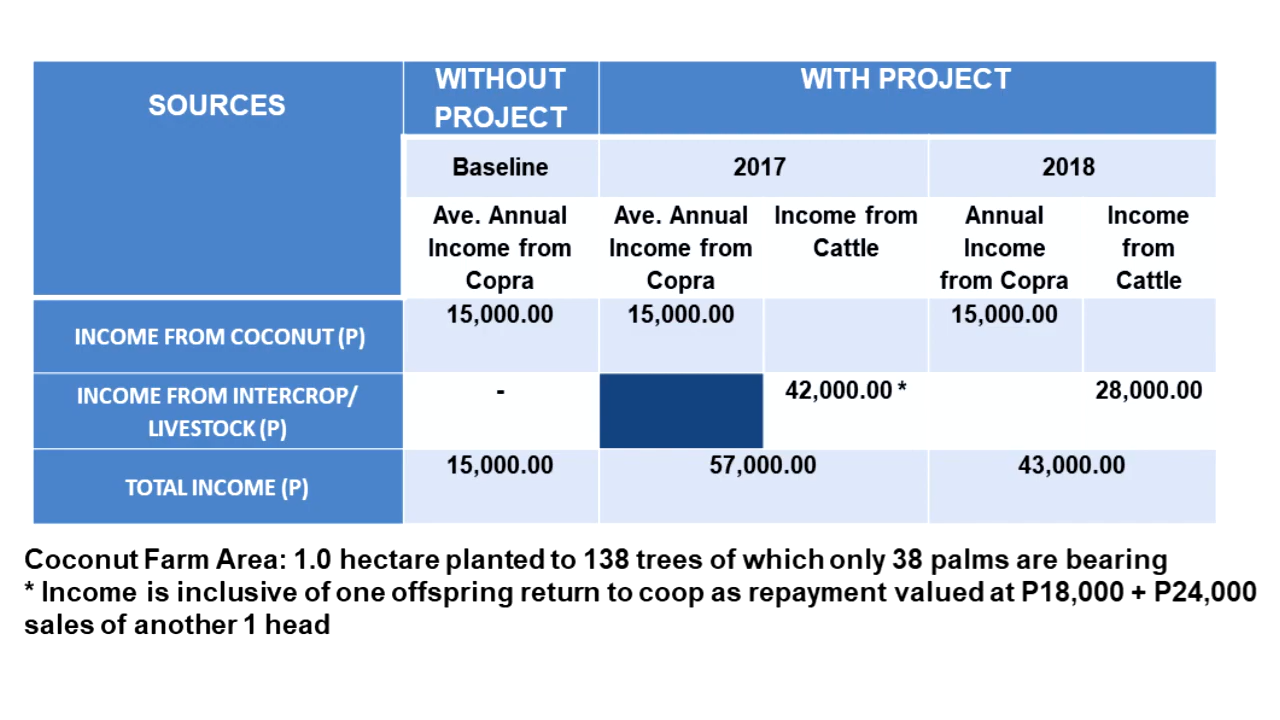 SOURCES
WITHOUT
PROJECT
WITH PROJECT
Baseline
2017
2018
Ave. Annual
Income from
Copra
Ave. Annual
Income from
Copra
Income from
Cattle
Annual
Income
from Copra
Income
from
Cattle
INCOME FROM COCONUT (P)
15,000.00
15,000.00
15,000.00
INCOME FROM INTERCROP/
LIVESTOCK (P)
-
42,000.00 *
28,000.00
TOTAL INCOME (P)
15,000.00
57,000.00
43,000.00
Coconut Farm Area: 1.0 hectare planted to 138 trees of which only 38 palms are bearing
* Income is inclusive of one offspring return to coop as repayment valued at P18,000 + P24,000
sales of another 1 head